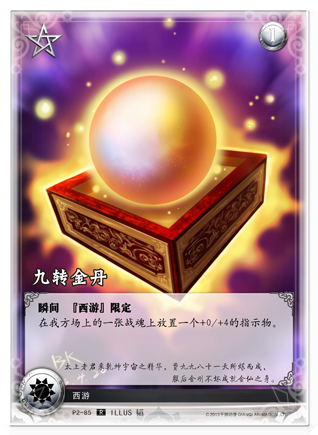 1
九转金丹
瞬间 『西游』限定
在我方场上的一张战魂上放置一个+0/+4的指示物。
太上老君采乾坤宇宙之精华，费九九八十一天所炼而成，
服后会州不坏成就金仙之身。
西游
P2-85 R ILLUS